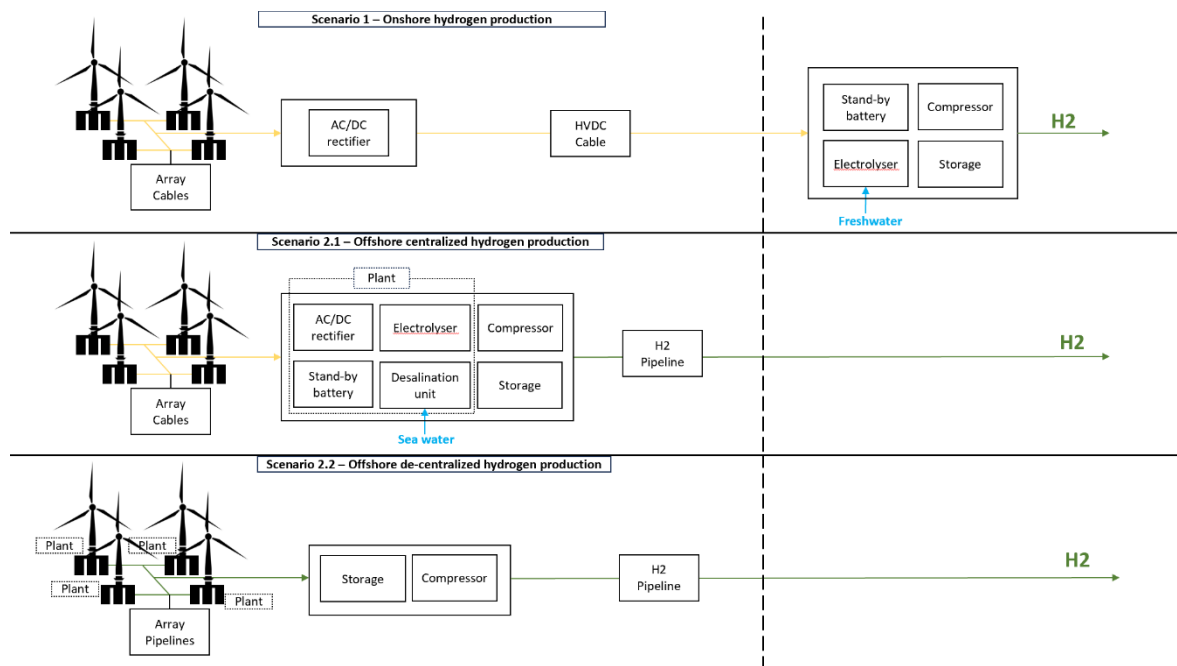 Scenario 1 – Onshore hydrogen production
AC/DC
rectifier
HVDC
Cable
Stand-by
battery
Compressor
Electrolyser
Storage
H2
Array
Cables
Freshwater
Scenario 2.1 – Offshore centralized hydrogen production
Plant
AC/DC
rectifier
Electrolyser
Compressor
Stand-by
battery
Desalination
unit
Storage
H2
Pipeline
H2
Array
Cables
Sea water
Scenario 2.2 – Offshore de-centralized hydrogen production
Plant
Plant
Plant
Plant
Storage
Compressor
H2
Pipeline
H2
Array
Pipelines